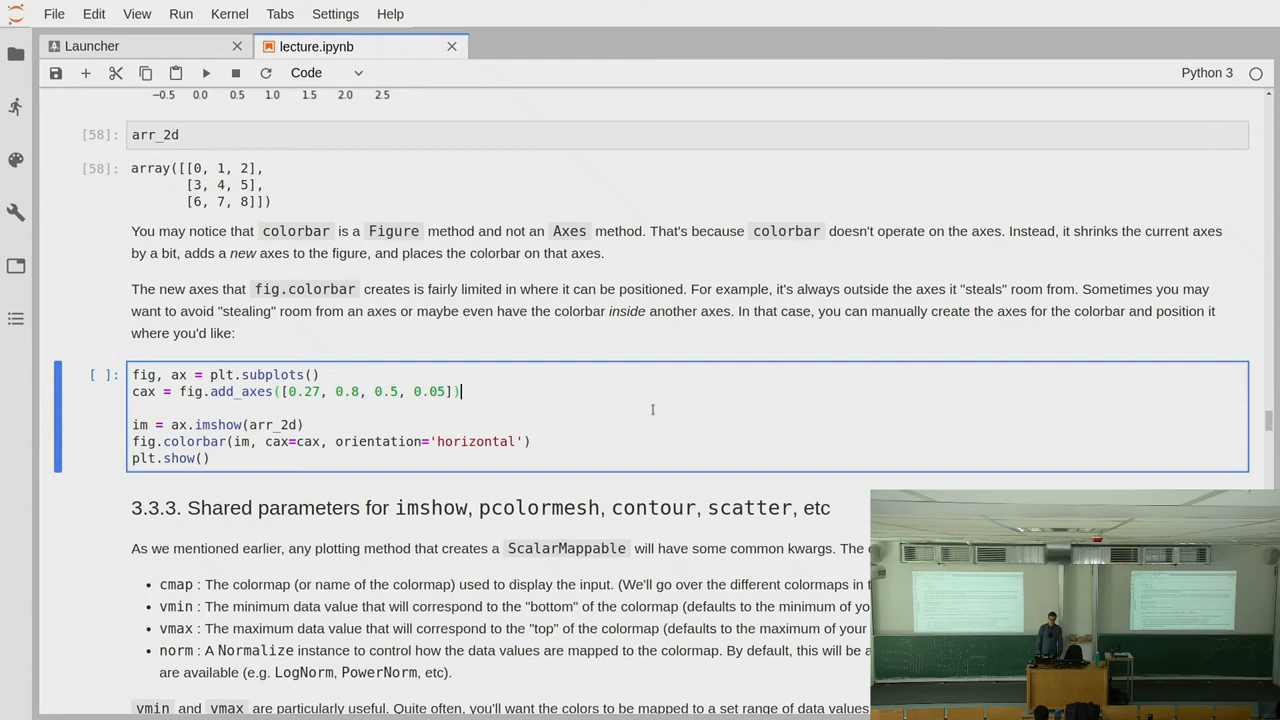 File Edit View Run Kernel Tabs Settings Help
Launcher
lecture.ipynb
Code
Python 3
−0.5 0.0 0.5 1.0 1.5 2.0 2.5
[58]: arr_2d
[58]: array([[0, 1, 2],
[3, 4, 5],
[6, 7, 8]])
You may notice that colorbar is a Figure method and not an Axes method. That's because colorbar doesn't operate on the axes. Instead, it shrinks the current axes
by a bit, adds a new axes to the figure, and places the colorbar on that axes.
The new axes that fig.colorbar creates is fairly limited in where it can be positioned. For example, it's always outside the axes it "steals" room from. Sometimes you may
want to avoid "stealing" room from an axes or maybe even have the colorbar inside another axes. In that case, you can manually create the axes for the colorbar and position it
where you'd like:
[ ]: fig, ax = plt.subplots()
cax = fig.add_axes([0.27, 0.8, 0.5, 0.05])
im = ax.imshow(arr_2d)
fig.colorbar(im, cax=cax, orientation='horizontal')
plt.show()
3.3.3. Shared parameters for imshow, pcolormesh, contour, scatter, etc
As we mentioned earlier, any plotting method that creates a ScalarMappable will have some common kwargs. The
• cmap : The colormap (or name of the colormap) used to display the input. (We'll go over the different colormaps in
• vmin : The minimum data value that will correspond to the "bottom" of the colormap (defaults to the minimum of
• vmax : The maximum data value that will correspond to the "top" of the colormap (defaults to the maximum of your
• norm : A Normalize instance to control how the data values are mapped to the colormap. By default, this will be a
are available (e.g. LogNorm, PowerNorm, etc).
vmin and vmax are particularly useful. Quite often, you'll want the colors to be mapped to a set range of data values